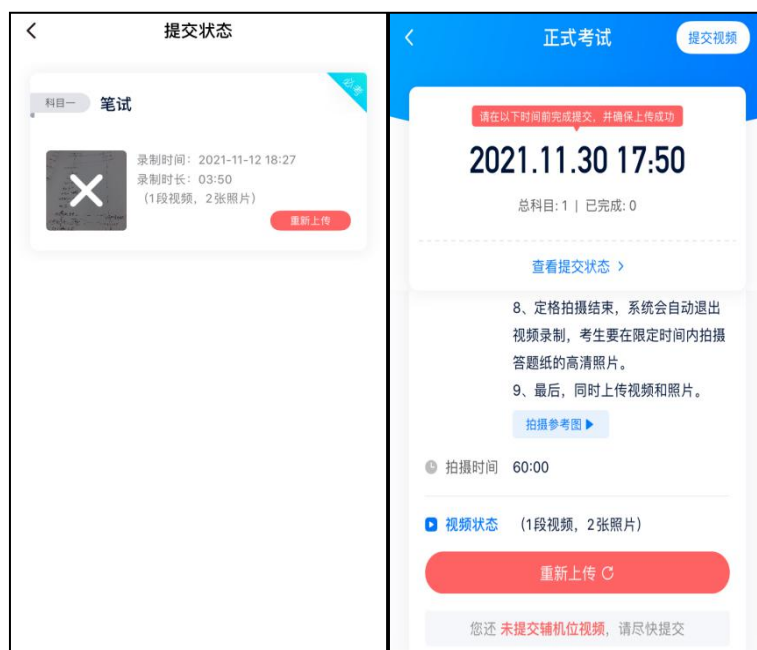 提交状态
必考
科目一 笔试
录制时间: 2021-11-12 18:27
录制时长: 03:50
(1段视频, 2张照片)
重新上传
正式考试
提交视频
请在以下时间前完成提交, 并确保上传成功
2021.11.30 17:50
总科目: 1 | 已完成: 0
查看提交状态 >
8、定格拍摄结束, 系统会自动退出
视频录制, 考生要在限定时间内拍摄
答题纸的高清照片。
9、最后, 同时上传视频和照片。
拍摄参考图
拍摄时间 60:00
视频状态 (1段视频, 2张照片)
重新上传
您还 未提交辅机位视频, 请尽快提交